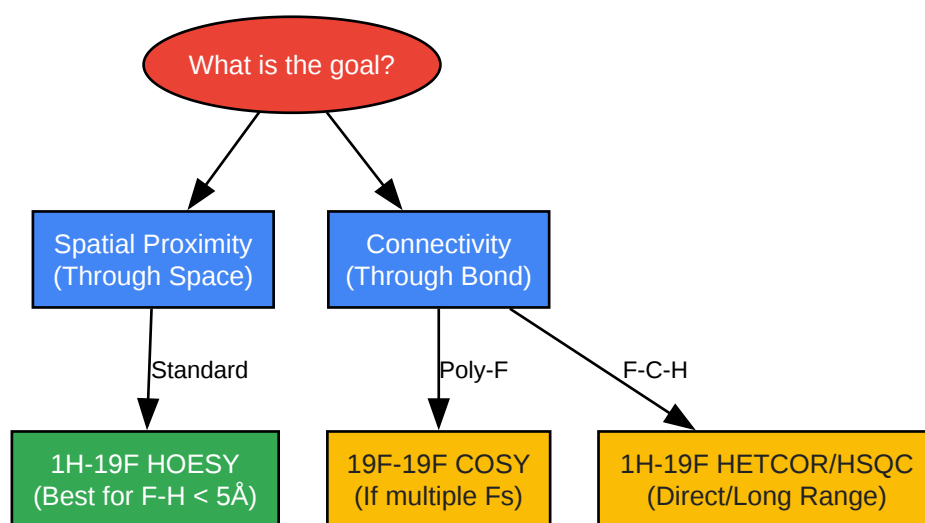 What is the goal?
Spatial Proximity
(Through Space)
Connectivity
(Through Bond)
Standard
Poly-F
F-C-H
1H-19F HOESY
(Best for F-H < 5Å)
19F-19F COSY
(If multiple Fs)
1H-19F HETCOR/HSQC
(Direct/Long Range)